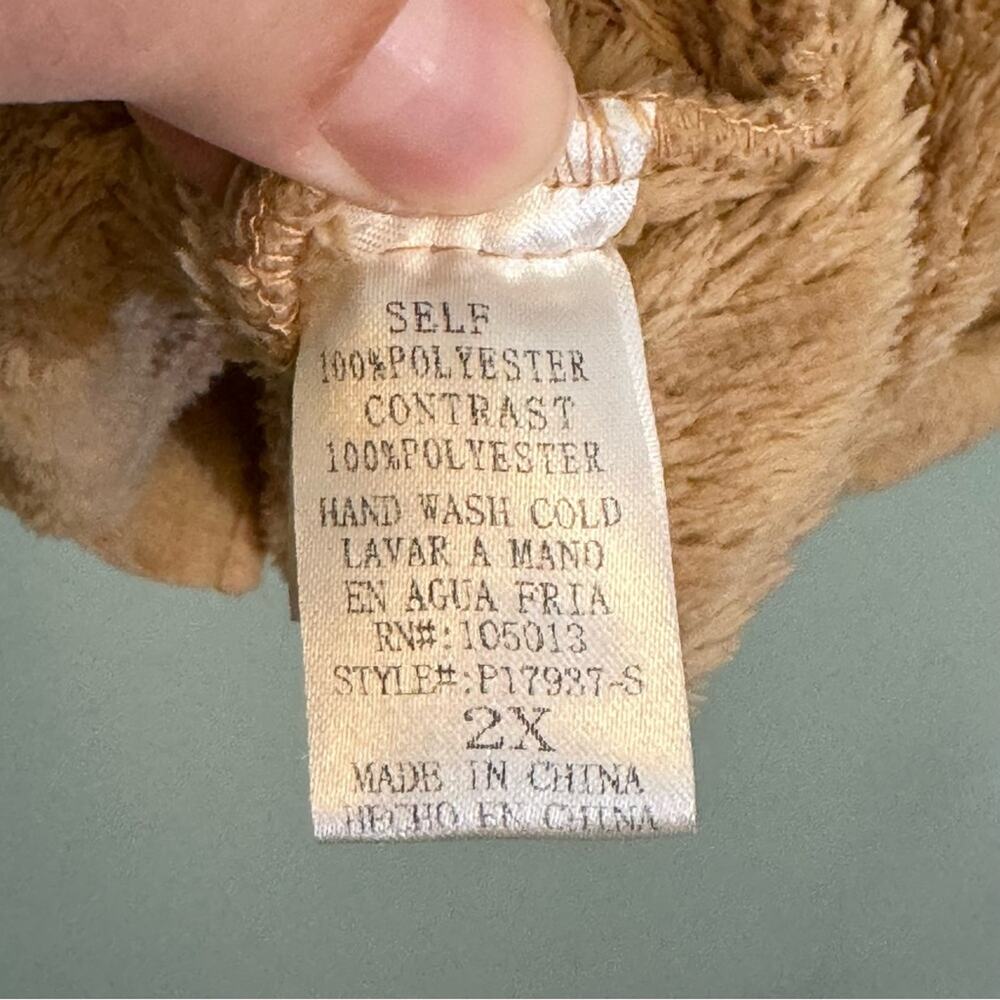 SELF
100%POLYESTER
CONTRAST
100%POLYESTER
HAND WASH COLD
LAVAR A MANO
EN AGUA FRIA
RN#:105013
STYLE#:P17987-S
2X
MADE IN CHINA
HECHO EN CHINA